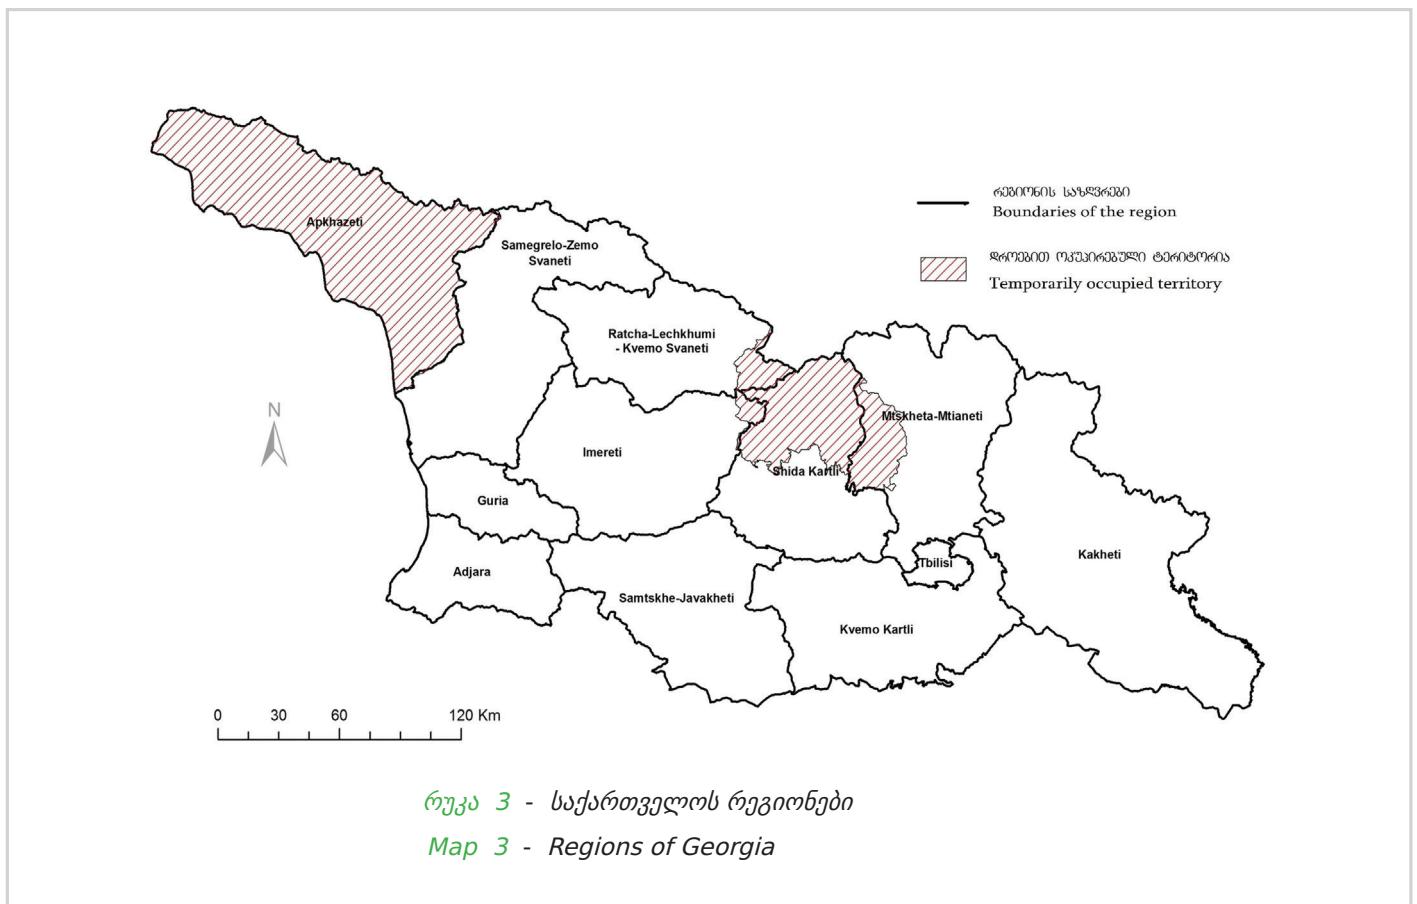 Apkhazeti
Samegrelo-Zemo
Svaneti
Ratcha-Lechkhumi
- Kvemo Svaneti
Mtskheta-Mtianeti
Imereti
Shida Kartli
Guria
Adjara
Samtskhe-Javakheti
Tbilisi
Kvemo Kartli
Kakheti
რეგიონის საზღვრები
Boundaries of the region
დროებით ოკუპირებული ტერიტორია
Temporarily occupied territory
N
0 30 60 120 Km
რუკა 3 - საქართველოს რეგიონები
Map 3 - Regions of Georgia